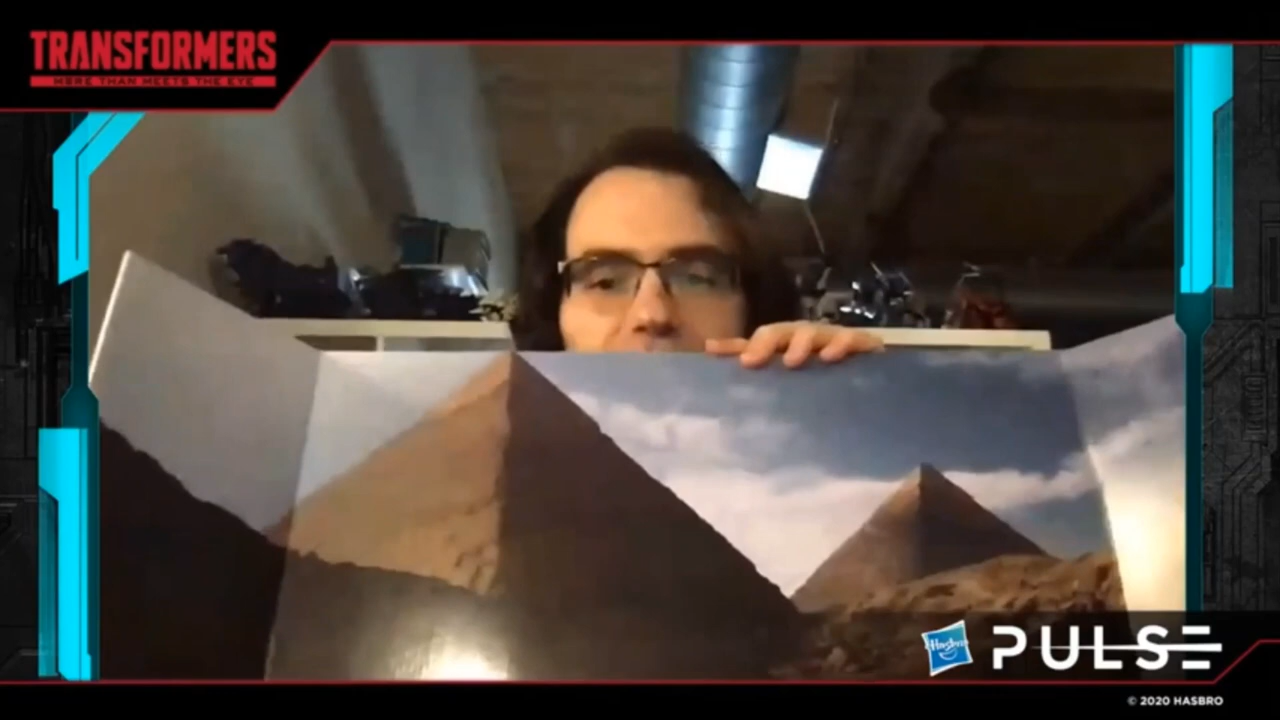 TRANSFORMERS
MORE THAN MEETS THE EYE
Hasbro
PULSE
© 2020 HASBRO